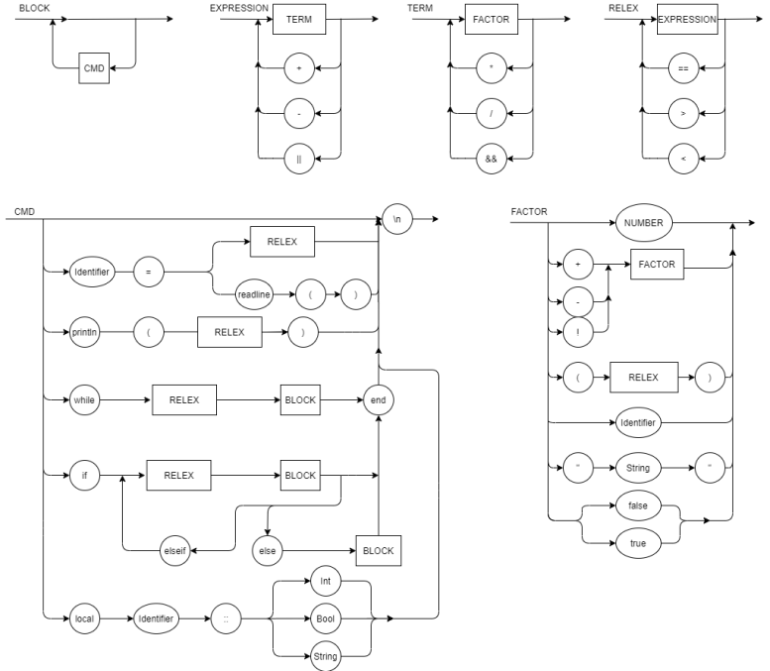 BLOCK
CMD
EXPRESSION
TERM
+
-
||
TERM
FACTOR
*
/
&&
RELEX
EXPRESSION
==
>
<
CMD
\n
Identifier
=
RELEX
readline
(
)
println
(
RELEX
)
while
RELEX
BLOCK
end
if
RELEX
BLOCK
elseif
else
BLOCK
local
Identifier
::
Int
Bool
String
FACTOR
NUMBER
+
-
!
FACTOR
(
RELEX
)
Identifier
"
String
"
false
true